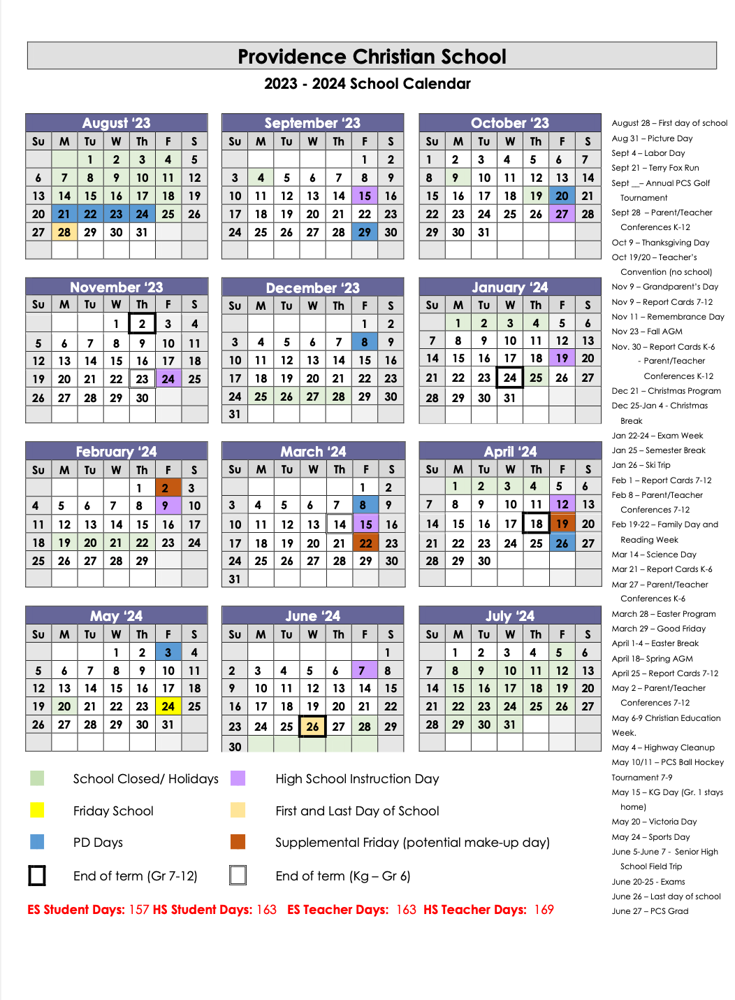 Providence Christian School
2023 - 2024 School Calendar
August ‘23
Su M Tu W Th F S
1 2 3 4 5
6 7 8 9 10 11 12
13 14 15 16 17 18 19
20 21 22 23 24 25 26
27 28 29 30 31
September ‘23
Su M Tu W Th F S
1 2
3 4 5 6 7 8 9
10 11 12 13 14 15 16
17 18 19 20 21 22 23
24 25 26 27 28 29 30
October ‘23
Su M Tu W Th F S
1 2 3 4 5 6 7
8 9 10 11 12 13 14
15 16 17 18 19 20 21
22 23 24 25 26 27 28
29 30 31
November ‘23
Su M Tu W Th F S
1 2 3 4
5 6 7 8 9 10 11
12 13 14 15 16 17 18
19 20 21 22 23 24 25
26 27 28 29 30
December ‘23
Su M Tu W Th F S
1 2
3 4 5 6 7 8 9
10 11 12 13 14 15 16
17 18 19 20 21 22 23
24 25 26 27 28 29 30
31
January ‘24
Su M Tu W Th F S
1 2 3 4 5 6
7 8 9 10 11 12 13
14 15 16 17 18 19 20
21 22 23 24 25 26 27
28 29 30 31
February ‘24
Su M Tu W Th F S
1 2 3
4 5 6 7 8 9 10
11 12 13 14 15 16 17
18 19 20 21 22 23 24
25 26 27 28 29
March ‘24
Su M Tu W Th F S
1 2
3 4 5 6 7 8 9
10 11 12 13 14 15 16
17 18 19 20 21 22 23
24 25 26 27 28 29 30
31
April ‘24
Su M Tu W Th F S
1 2 3 4 5 6
7 8 9 10 11 12 13
14 15 16 17 18 19 20
21 22 23 24 25 26 27
28 29 30
May ‘24
Su M Tu W Th F S
1 2 3 4
5 6 7 8 9 10 11
12 13 14 15 16 17 18
19 20 21 22 23 24 25
26 27 28 29 30 31
June ‘24
Su M Tu W Th F S
1
2 3 4 5 6 7 8
9 10 11 12 13 14 15
16 17 18 19 20 21 22
23 24 25 26 27 28 29
30
July ‘24
Su M Tu W Th F S
1 2 3 4 5 6
7 8 9 10 11 12 13
14 15 16 17 18 19 20
21 22 23 24 25 26 27
28 29 30 31
August 28 – First day of school
Aug 31 – Picture Day
Sept 4 – Labor Day
Sept 21 – Terry Fox Run
Sept __– Annual PCS Golf
Tournament
Sept 28 – Parent/Teacher
Conferences K-12
Oct 9 – Thanksgiving Day
Oct 19/20 – Teacher’s
Convention (no school)
Nov 9 – Grandparent’s Day
Nov 9 – Report Cards 7-12
Nov 11 – Remembrance Day
Nov 23 – Fall AGM
Nov. 30 – Report Cards K-6
- Parent/Teacher
Conferences K-12
Dec 21 – Christmas Program
Dec 25-Jan 4 - Christmas
Break
Jan 22-24 – Exam Week
Jan 25 – Semester Break
Jan 26 – Ski Trip
Feb 1 – Report Cards 7-12
Feb 8 – Parent/Teacher
Conferences 7-12
Feb 19-22 – Family Day and
Reading Week
Mar 14 – Science Day
Mar 21 – Report Cards K-6
Mar 27 – Parent/Teacher
Conferences K-6
March 28 – Easter Program
March 29 – Good Friday
April 1-4 – Easter Break
April 18– Spring AGM
April 25 – Report Cards 7-12
May 2 – Parent/Teacher
Conferences 7-12
May 6-9 Christian Education
Week.
May 4 – Highway Cleanup
May 10/11 – PCS Ball Hockey
Tournament 7-9
May 15 – KG Day (Gr. 1 stays
home)
May 20 – Victoria Day
May 24 – Sports Day
June 5-June 7 - Senior High
School Field Trip
June 20-25 - Exams
June 26 – Last day of school
June 27 – PCS Grad
School Closed/ Holidays
High School Instruction Day
Friday School
First and Last Day of School
PD Days
Supplemental Friday (potential make-up day)
End of term (Gr 7-12)
End of term (Kg – Gr 6)
ES Student Days: 157 HS Student Days: 163 ES Teacher Days: 163 HS Teacher Days: 169